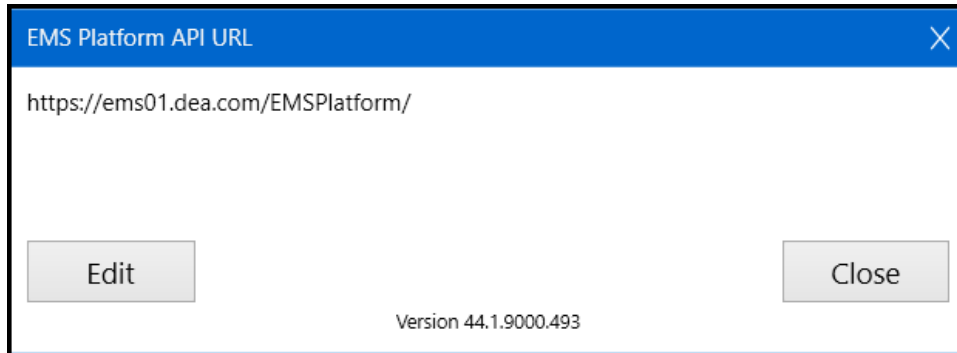 EMS Platform API URL
https://ems01.dea.com/EMSPlatform/
Edit
Close
Version 44.1.9000.493